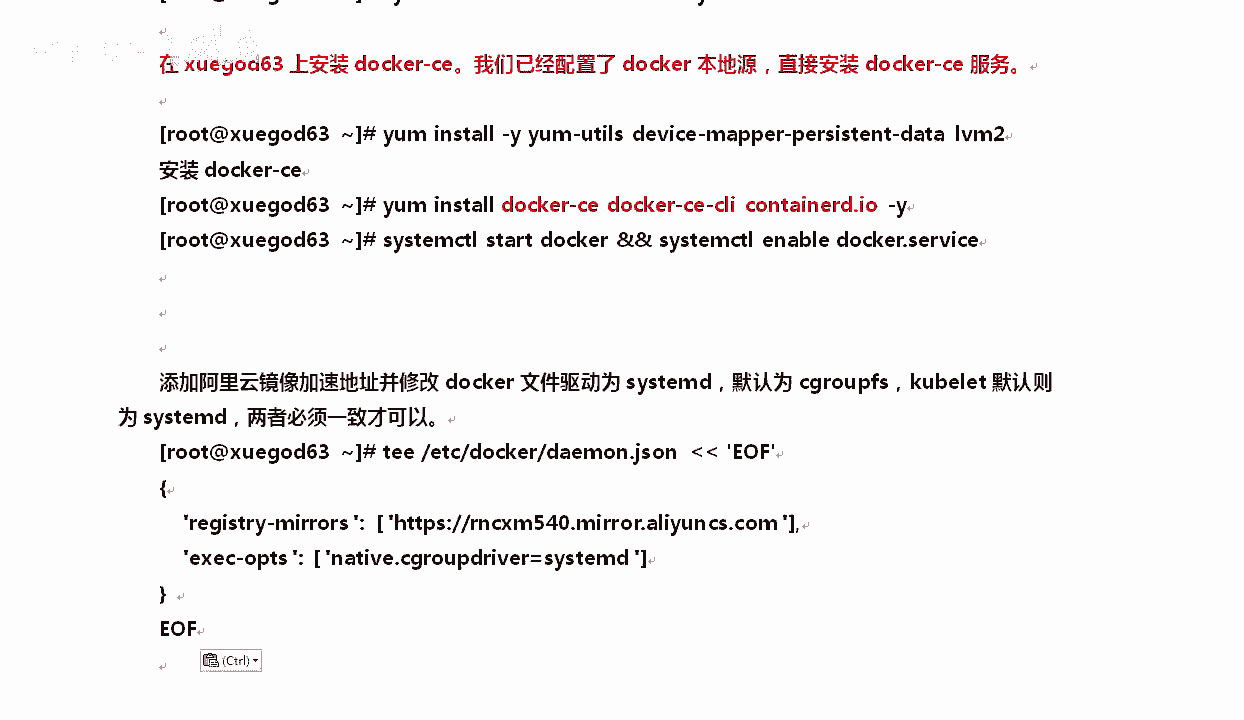 在 xuegod63 上安装 docker-ce。我们已经配置了 docker 本地源，直接安装 docker-ce 服务。
[root@xuegod63 ~]# yum install -y yum-utils device-mapper-persistent-data lvm2
安装 docker-ce
[root@xuegod63 ~]# yum install docker-ce docker-ce-cli containerd.io -y
[root@xuegod63 ~]# systemctl start docker && systemctl enable docker.service
添加阿里云镜像加速地址并修改 docker 文件驱动为 systemd，默认为 cgroupfs，kubelet 默认则
为 systemd，两者必须一致才可以。
[root@xuegod63 ~]# tee /etc/docker/daemon.json << 'EOF'
{
'registry-mirrors ': [ 'https://rncxm540.mirror.aliyuncs.com '],
'exec-opts ': [ 'native.cgroupdriver=systemd ']
}
EOF
(Ctrl)